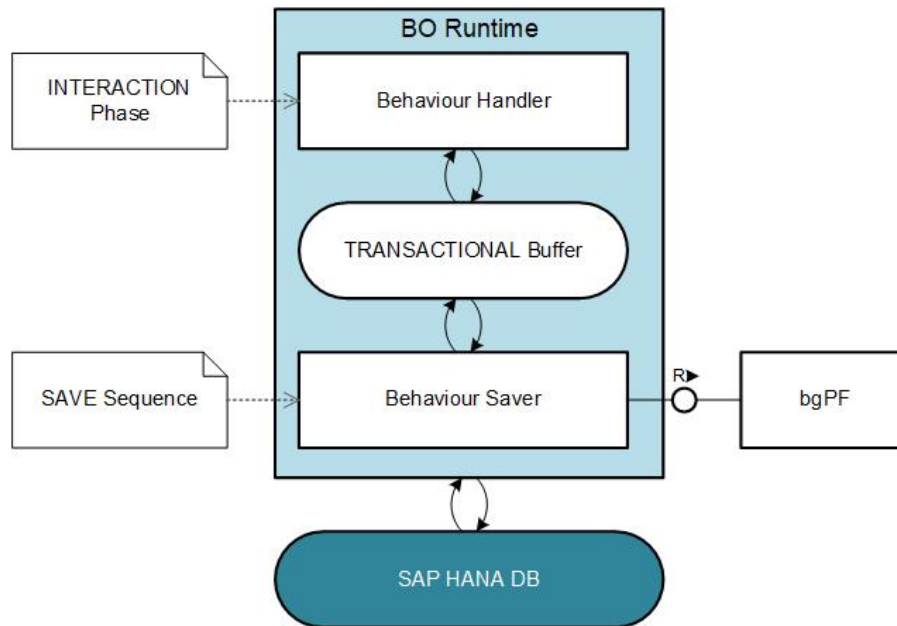 BO Runtime
INTERACTION
Phase
Behaviour Handler
TRANSACTIONAL Buffer
SAVE Sequence
Behaviour Saver
R
bgPF
SAP HANA DB